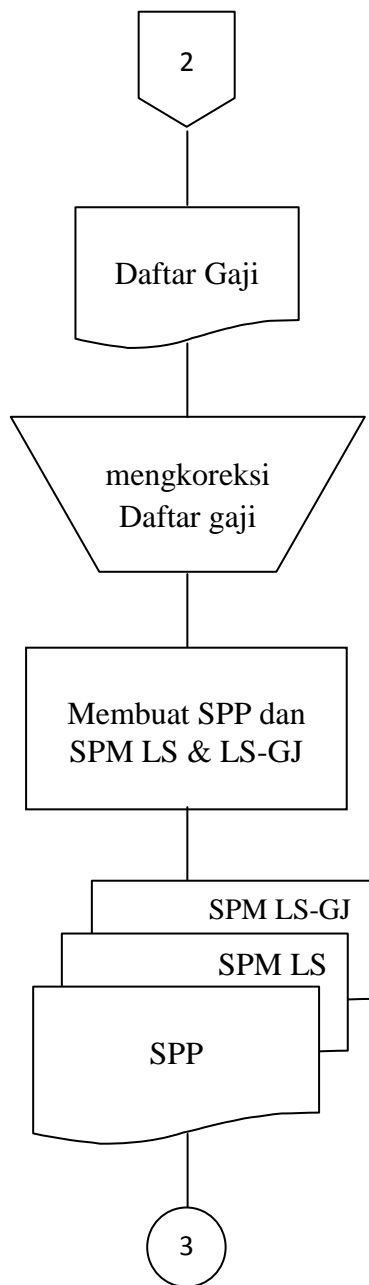 2
Daftar Gaji
mengkoreksi
Daftar gaji
Membuat SPP dan
SPM LS & LS-GJ
SPM LS-GJ
SPM LS
SPP
3